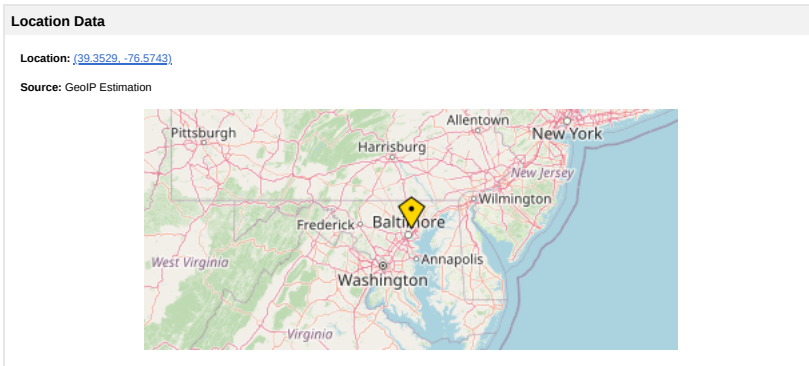 Location Data
Location: (39.3529, -76.5743)
Source: GeoIP Estimation
Allentown
Pittsburgh
New York
Harrisburg
New Jersey
Wilmington
Frederick
Baltimore
West Virginia
Annapolis
Washington
Virginia